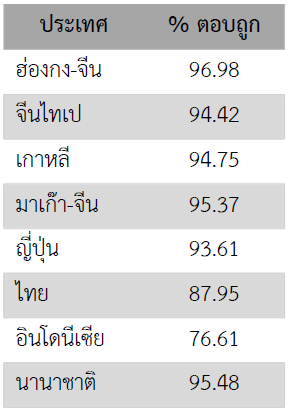 ประเทศ % ตอบถูก
ฮ่องกง-จีน 96.98
จีนไทเป 94.42
เกาหลี 94.75
มาเก๊า-จีน 95.37
ญี่ปุ่น 93.61
ไทย 87.95
อินโดนีเซีย 76.61
นานาชาติ 95.48